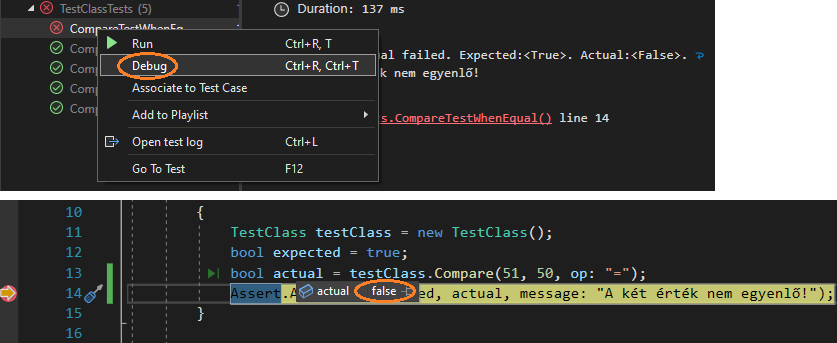 TestClassTests (5)
Duration: 137 ms
CompareTestWhenEq
Run Ctrl+R, T
al failed. Expected:<True>. Actual:<False>.
Comp
Debug Ctrl+R, Ctrl+T
k nem egyenlő!
Comp
Associate to Test Case
Comp
Add to Playlist
Comp
s.CompareTestWhenEqual() line 14
Open test log Ctrl+L
Go To Test F12
10 {
11 TestClass testClass = new TestClass();
12 bool expected = true;
13 bool actual = testClass.Compare(51, 50, op: "=");
14 Assert.A actual false ed, actual, message: "A két érték nem egyenlő!");
15 }
16